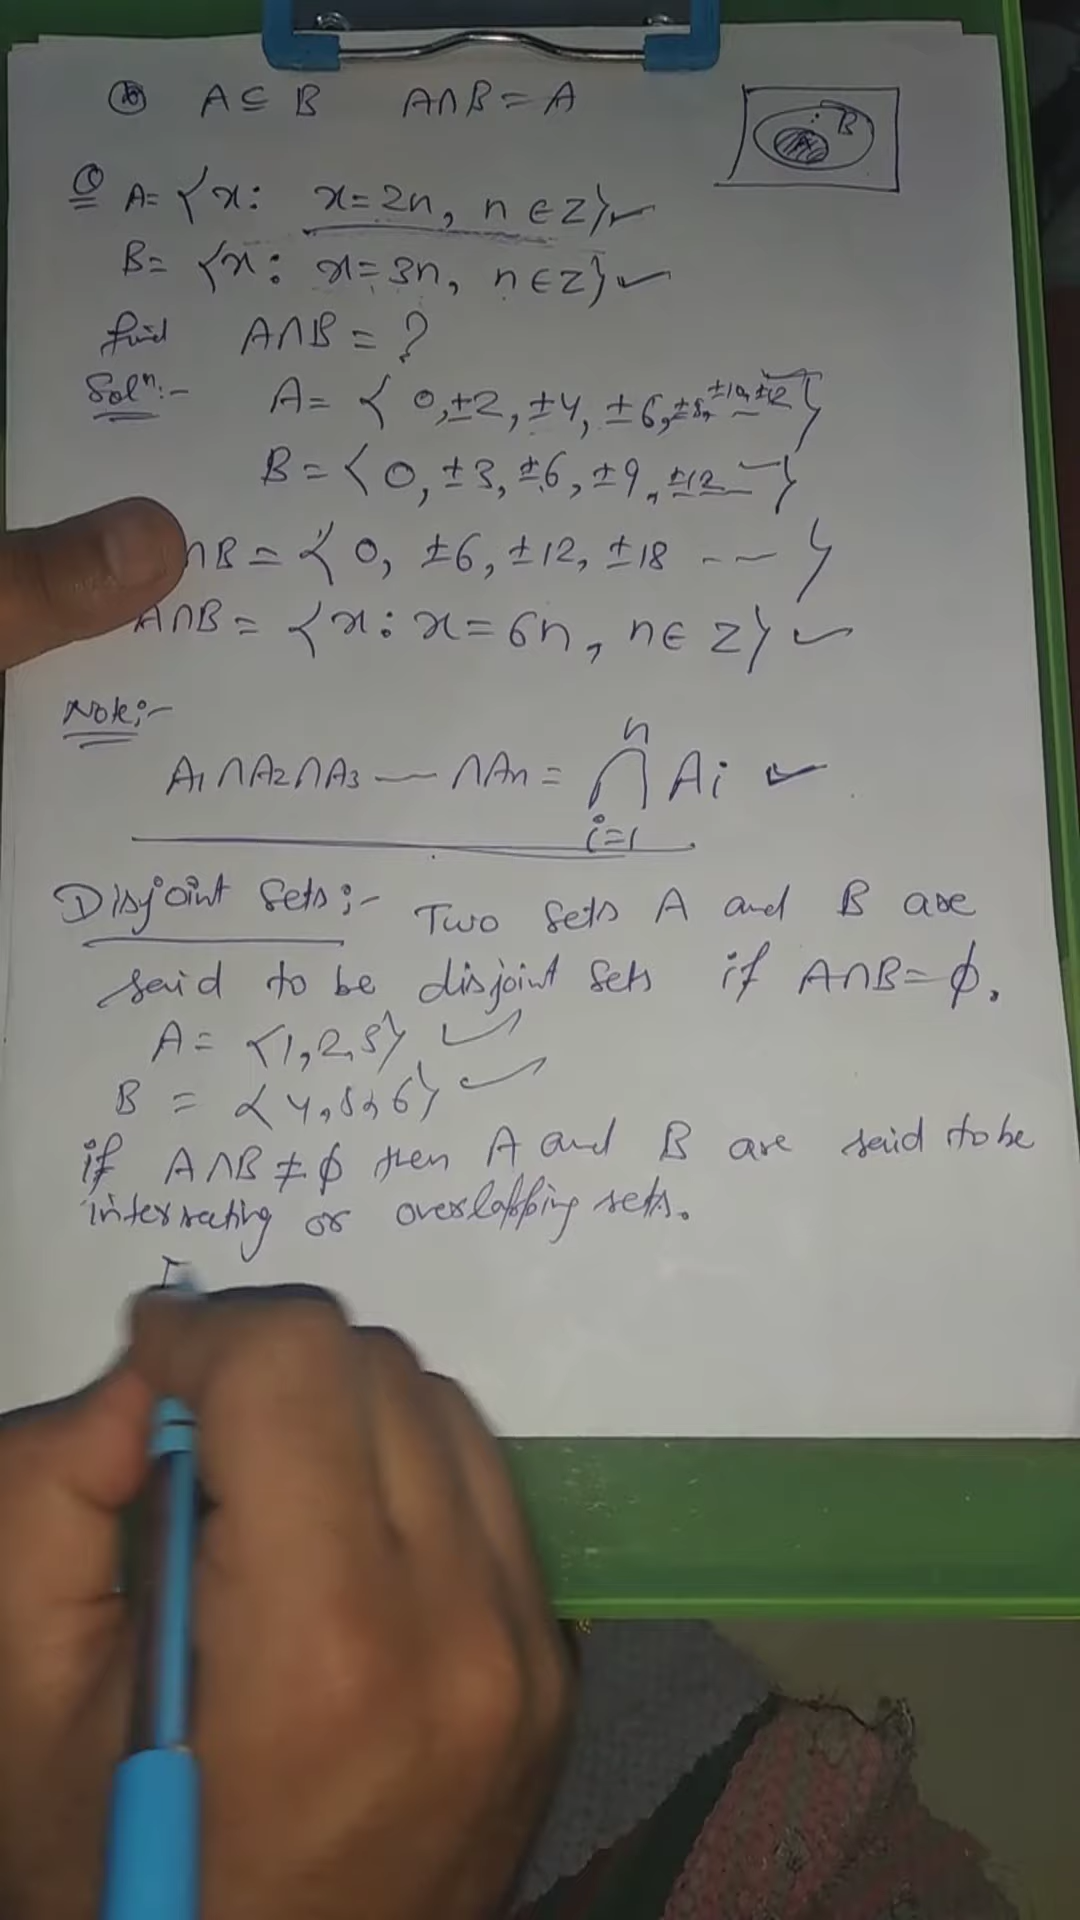 (b) A ⊆ B A∩B = A
B
A
Q A= {x: x=2n, n ∈ Z} ✓
B= {x: x=3n, n∈Z} ✓
find A∩B = ?
Solⁿ:- A= { 0, ±2, ±4, ±6, ±8, ±10, ±12 }
B = { 0, ±3, ±6, ±9, ±12 -- }
∩B = { 0, ±6, ±12, ±18 --- }
A∩B = {x: x= 6n, n∈ Z} ✓
Note:-
A₁∩A₂∩A₃ — ∩An = ⋂ⁿᵢ₌₁ Ai ✓
Disjoint Sets:- Two sets A and B are
said to be disjoint sets if A∩B= ϕ.
A= {1, 2, 3} ✓
B = {4, 5, 6} ✓
if A∩B ≠ ϕ then A and B are said to be
intersecting or overlapping sets.